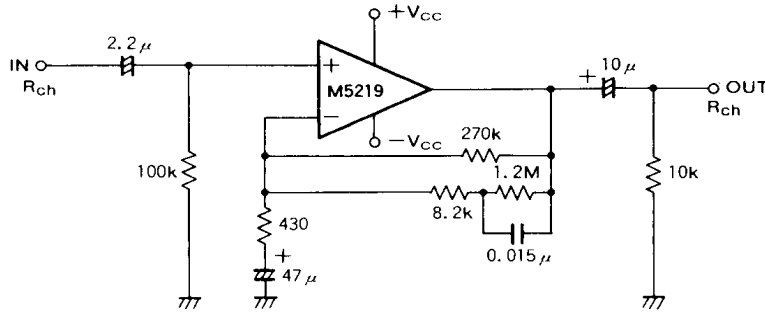 +VCC
2.2μ
IN
Rch
+
M5219
−
−VCC
+
10μ
OUT
Rch
100k
270k
1.2M
8.2k
0.015μ
10k
430
+
47μ